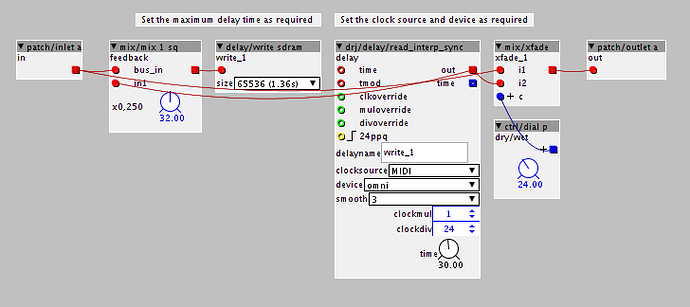 Set the maximum delay time as required
Set the clock source and device as required
patch/inlet a
in
mix/mix 1 sq
feedback
bus_in
in1
x0,250
32.00
delay/write sdram
write_1
size 65536 (1.36s)
drj/delay/read_interp_sync
delay
time out
tmod time
clkoverride
muloverride
divoverride
24ppq
delayname write_1
clocksource MIDI
device omni
smooth 3
clockmul 1
clockdiv 24
time
30.00
mix/xfade
xfade_1
i1 o
i2
c
ctrl/dial p
dry/wet
24.00
patch/outlet a
out